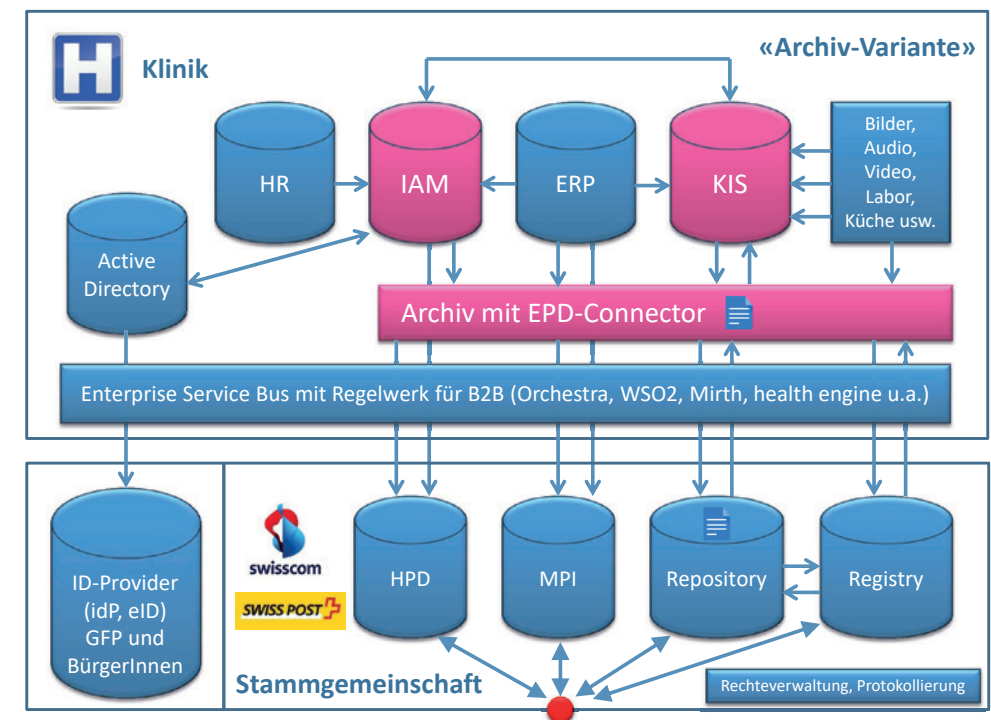 H
Klinik
«Archiv-Variante»
HR
IAM
ERP
KIS
Bilder,
Audio,
Video,
Labor,
Küche usw.
Active
Directory
Archiv mit EPD-Connector
Enterprise Service Bus mit Regelwerk für B2B (Orchestra, WSO2, Mirth, health engine u.a.)
ID-Provider
(idP, eID)
GFP und
BürgerInnen
swisscom
SWISS POST
HPD
MPI
Repository
Registry
Stammgemeinschaft
Rechteverwaltung, Protokollierung